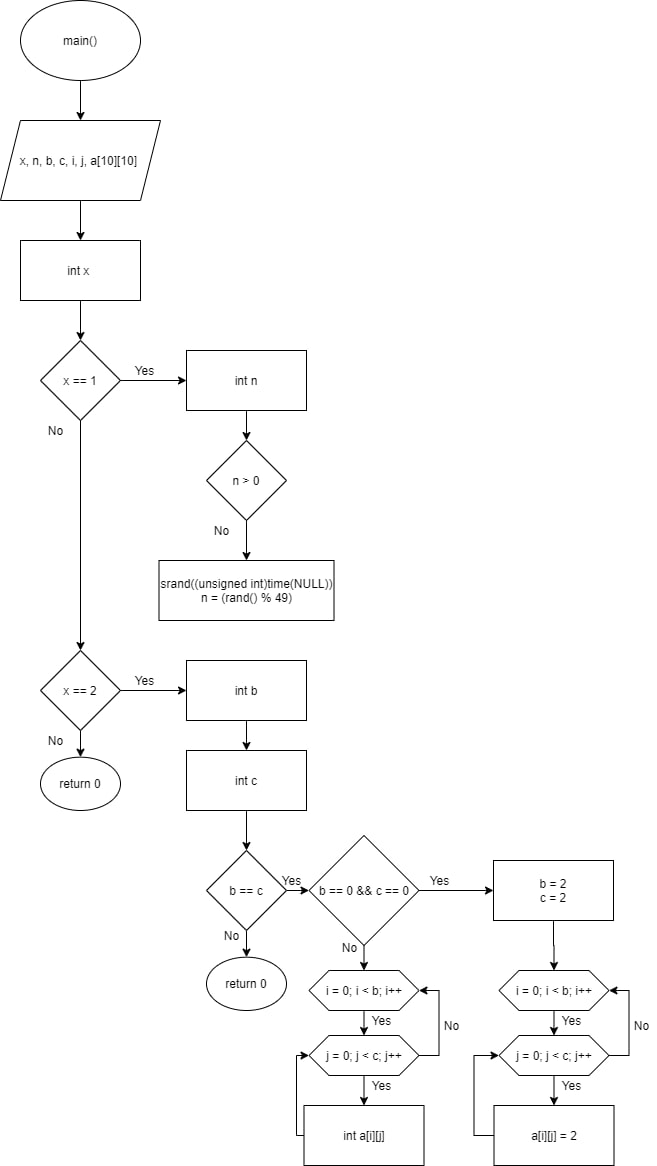 main()
x, n, b, c, i, j, a[10][10]
int x
x == 1
Yes
int n
No
n > 0
No
srand((unsigned int)time(NULL))
n = (rand() % 49)
x == 2
Yes
int b
No
return 0
int c
b == c
Yes
b == 0 && c == 0
Yes
b = 2
c = 2
No
return 0
No
i = 0; i < b; i++
i = 0; i < b; i++
Yes
No
Yes
No
j = 0; j < c; j++
j = 0; j < c; j++
Yes
Yes
int a[i][j]
a[i][j] = 2